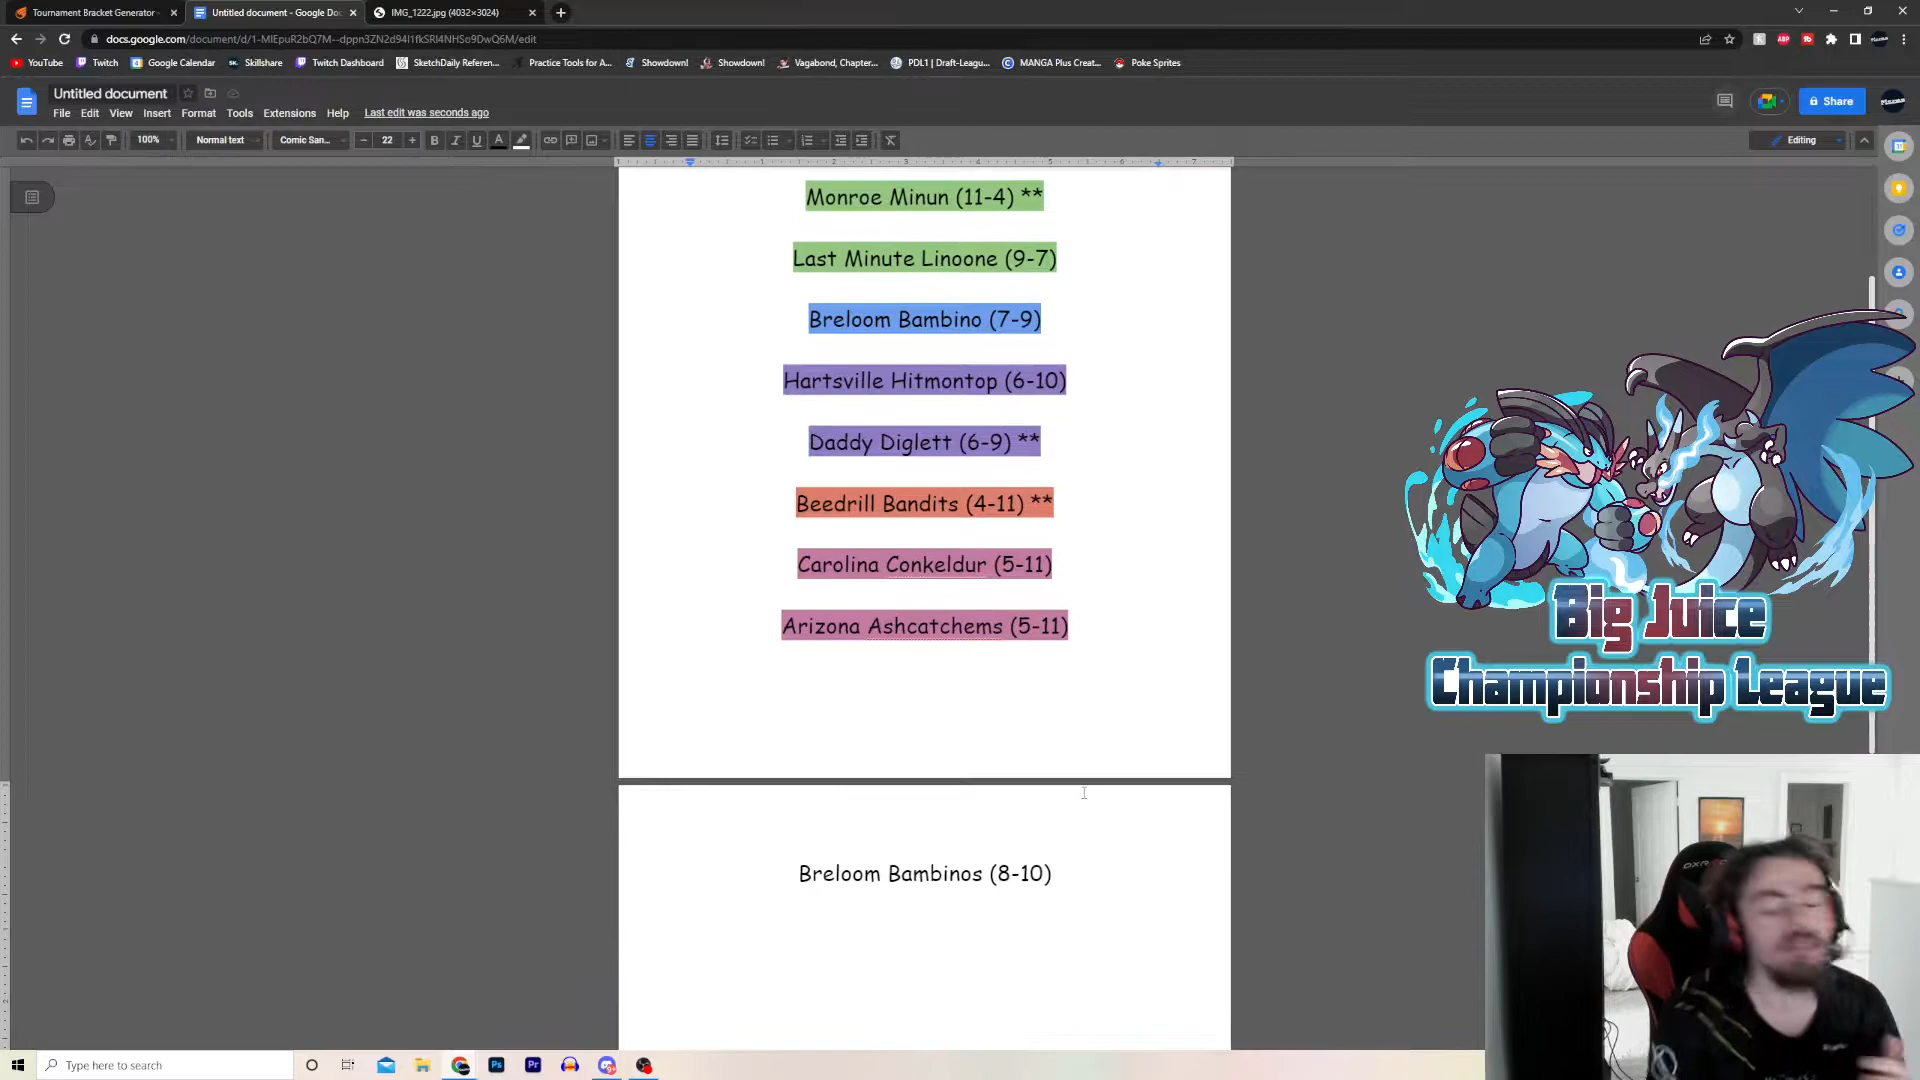 Tournament Bracket Generator -
Untitled document - Google Doc
IMG_1222.jpg (4032×3024)
docs.google.com/document/d/1-MlEpuR2bQ7M--dppn3ZN2d94l1fkSRl4NHSo9DwQ6M/edit
YouTube
Twitch
Google Calendar
Skillshare
Twitch Dashboard
SketchDaily Referen...
Practice Tools for A...
Showdown!
Showdown!
Vagabond, Chapter...
PDL1 | Draft-Leagu...
MANGA Plus Creat...
Poke Sprites
Untitled document
File Edit View Insert Format Tools Extensions Help Last edit was seconds ago
Share
100% Normal text Comic San... 22 Editing
Monroe Minun (11-4) **
Last Minute Linoone (9-7)
Breloom Bambino (7-9)
Hartsville Hitmontop (6-10)
Daddy Diglett (6-9) **
Beedrill Bandits (4-11) **
Carolina Conkeldur (5-11)
Arizona Ashcatchems (5-11)
Breloom Bambinos (8-10)
Big Juice
Championship League
Type here to search